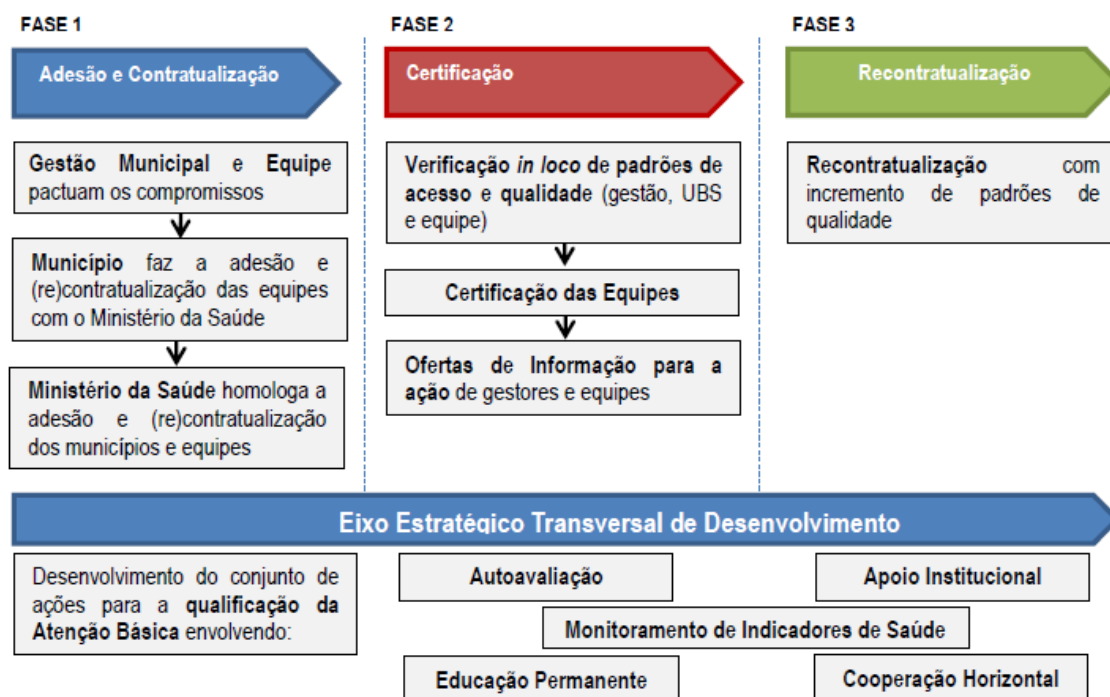 FASE 1
Adesão e Contratualização
Gestão Municipal e Equipe
pactuam os compromissos
Município faz a adesão e
(re)contratualização das equipes
com o Ministério da Saúde
Ministério da Saúde homologa a
adesão e (re)contratualização
dos municípios e equipes
FASE 2
Certificação
Verificação in loco de padrões de
acesso e qualidade (gestão, UBS
e equipe)
Certificação das Equipes
Ofertas de Informação para a
ação de gestores e equipes
FASE 3
Recontratualização
Recontratualização com
incremento de padrões de
qualidade
Eixo Estratégico Transversal de Desenvolvimento
Desenvolvimento do conjunto de
ações para a qualificação da
Atenção Básica envolvendo:
Autoavaliação
Apoio Institucional
Monitoramento de Indicadores de Saúde
Educação Permanente
Cooperação Horizontal